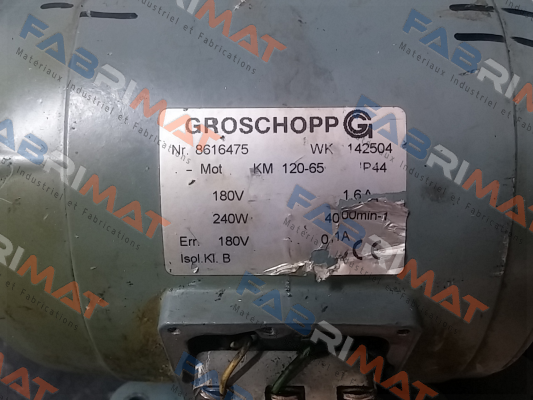 GROSCHOPP G
Nr. 8616475 WK 142504
- Mot KM 120-65 IP44
180V 1.6A
240W 4000min-1
Err. 180V 0.1A
Isol.Kl. B CE
FABRIMAT
Materiaux Industriel et Fabrications